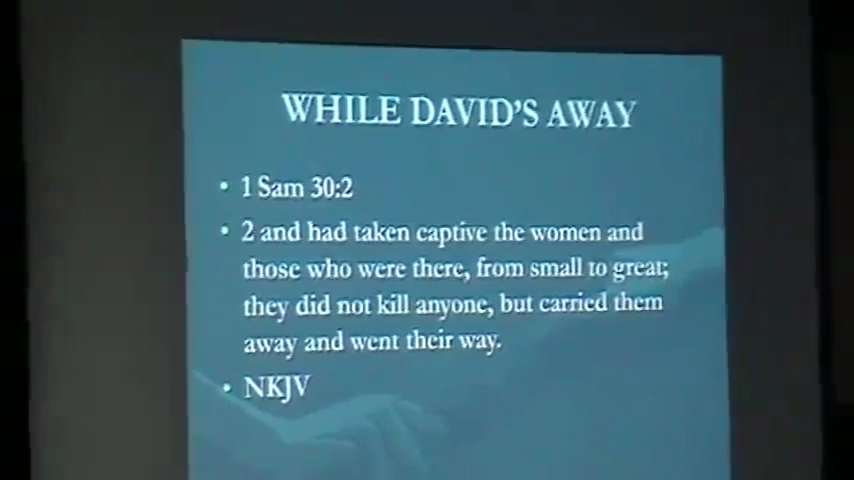 WHILE DAVID'S AWAY
• 1 Sam 30:2
• 2 and had taken captive the women and
those who were there, from small to great;
they did not kill anyone, but carried them
away and went their way.
• NKJV